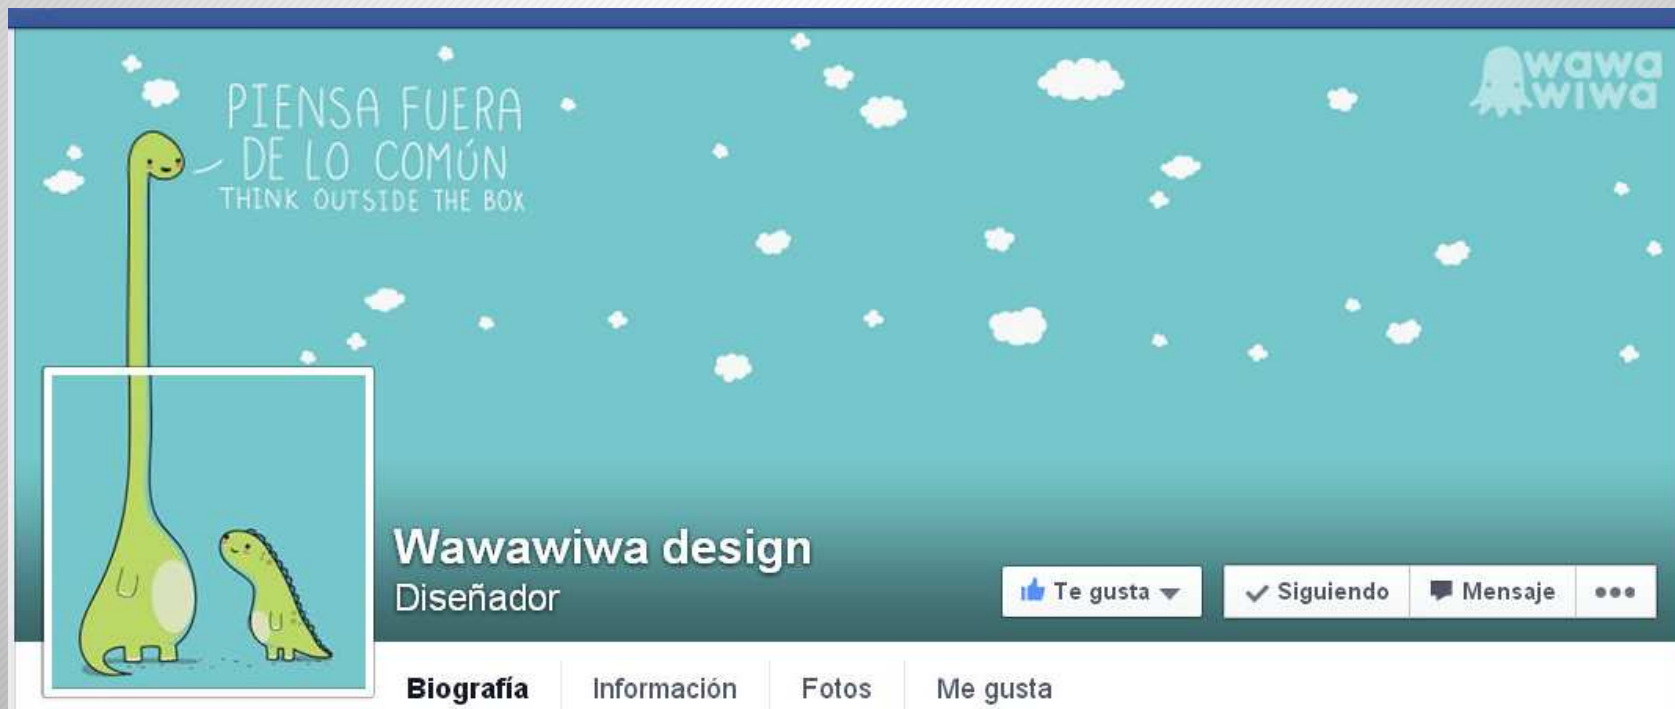 PIENSA FUERA
DE LO COMÚN
THINK OUTSIDE THE BOX
wawa
wiwa
Wawawiwa design
Diseñador
Te gusta
Siguiendo
Mensaje
Biografía
Información
Fotos
Me gusta